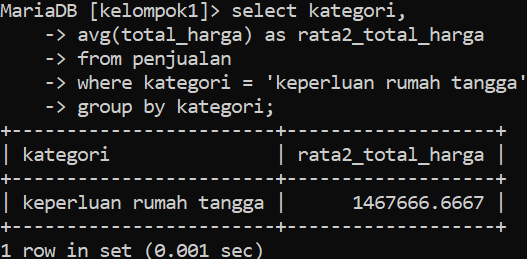 MariaDB [kelompok1]> select kategori,
    -> avg(total_harga) as rata2_total_harga
    -> from penjualan
    -> where kategori = 'keperluan rumah tangga'
    -> group by kategori;
+------------------------+-------------------+
| kategori               | rata2_total_harga |
+------------------------+-------------------+
| keperluan rumah tangga |      1467666.6667 |
+------------------------+-------------------+
1 row in set (0.001 sec)